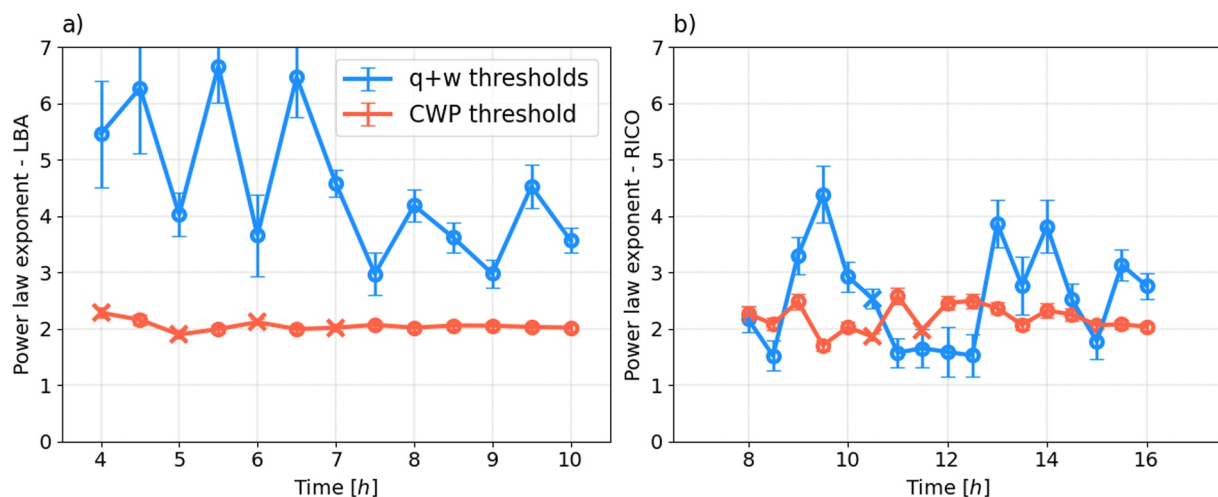 a)
7
6
5
4
3
2
1
0
Power law exponent - LBA
q+w thresholds
CWP threshold
4 5 6 7 8 9 10
Time [h]
b)
7
6
5
4
3
2
1
0
Power law exponent - RICO
8 10 12 14 16
Time [h]